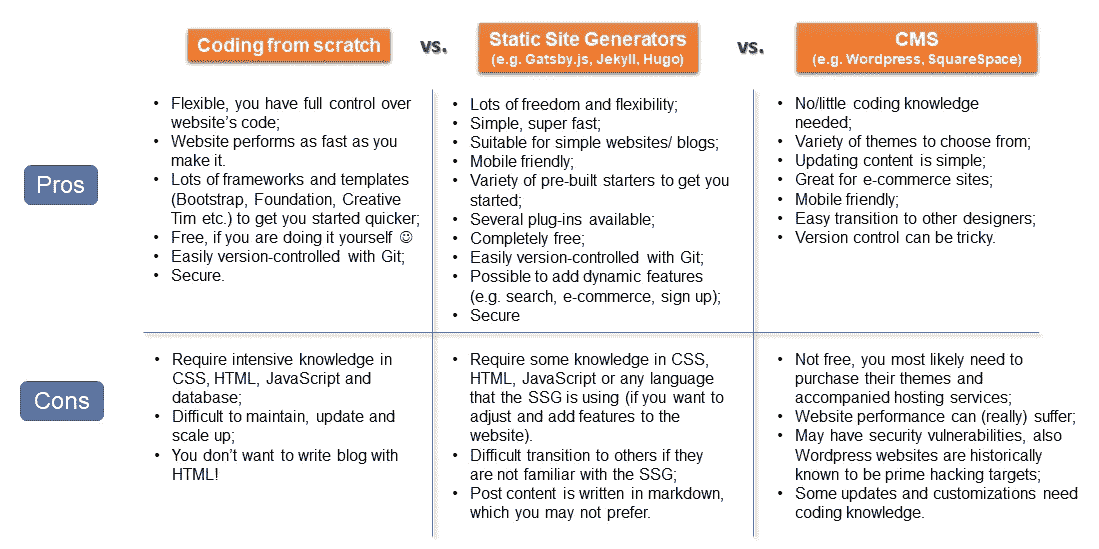 Coding from scratch
vs.
Static Site Generators
(e.g. Gatsby.js, Jekyll, Hugo)
vs.
CMS
(e.g. Wordpress, SquareSpace)
Pros
• Flexible, you have full control over
website's code;
• Website performs as fast as you
make it.
• Lots of frameworks and templates
(Bootstrap, Foundation, Creative
Tim etc.) to get you started quicker;
• Free, if you are doing it yourself ☺
• Easily version-controlled with Git;
• Secure.
• Lots of freedom and flexibility;
• Simple, super fast;
• Suitable for simple websites/ blogs;
• Mobile friendly;
• Variety of pre-built starters to get you
started;
• Several plug-ins available;
• Completely free;
• Easily version-controlled with Git;
• Possible to add dynamic features
(e.g. search, e-commerce, sign up);
• Secure
• No/little coding knowledge
needed;
• Variety of themes to choose from;
• Updating content is simple;
• Great for e-commerce sites;
• Mobile friendly;
• Easy transition to other designers;
• Version control can be tricky.
Cons
• Require intensive knowledge in
CSS, HTML, JavaScript and
database;
• Difficult to maintain, update and
scale up;
• You don't want to write blog with
HTML!
• Require some knowledge in CSS,
HTML, JavaScript or any language
that the SSG is using (if you want to
adjust and add features to the
website).
• Difficult transition to others if they
are not familiar with the SSG;
• Post content is written in markdown,
which you may not prefer.
• Not free, you most likely need to
purchase their themes and
accompanied hosting services;
• Website performance can (really) suffer;
• May have security vulnerabilities, also
Wordpress websites are historically
known to be prime hacking targets;
• Some updates and customizations need
coding knowledge.